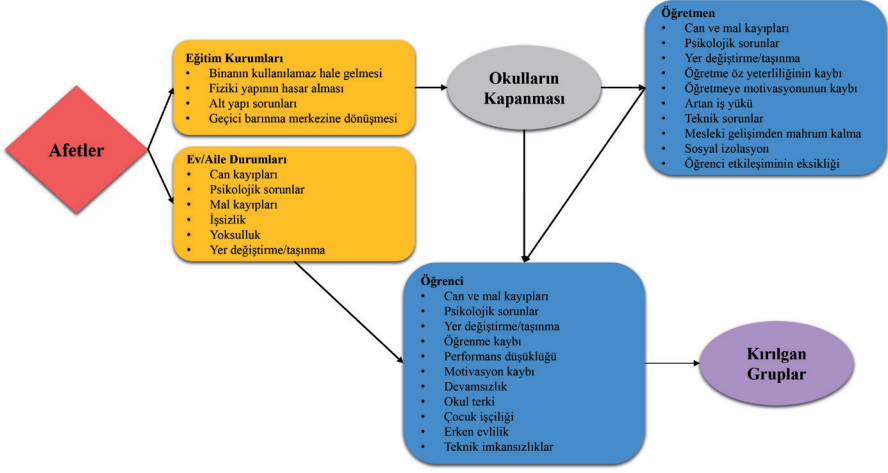 Afetler
Eğitim Kurumları
• Binanın kullanılamaz hale gelmesi
• Fiziki yapının hasar alması
• Alt yapı sorunları
• Geçici barınma merkezine dönüşmesi
Ev/Aile Durumları
• Can kayıpları
• Psikolojik sorunlar
• Mal kayıpları
• İşsizlik
• Yoksulluk
• Yer değiştirme/taşınma
Okulların
Kapanması
Öğretmen
• Can ve mal kayıpları
• Psikolojik sorunlar
• Yer değiştirme/taşınma
• Öğretme öz yeterliliğinin kaybı
• Öğretmeye motivasyonunun kaybı
• Artan iş yükü
• Teknik sorunlar
• Mesleki gelişimden mahrum kalma
• Sosyal izolasyon
• Öğrenci etkileşiminin eksikliği
Öğrenci
• Can ve mal kayıpları
• Psikolojik sorunlar
• Yer değiştirme/taşınma
• Öğrenme kaybı
• Performans düşüklüğü
• Motivasyon kaybı
• Devamsızlık
• Okul terki
• Çocuk işçiliği
• Erken evlilik
• Teknik imkansızlıklar
Kırılgan
Gruplar